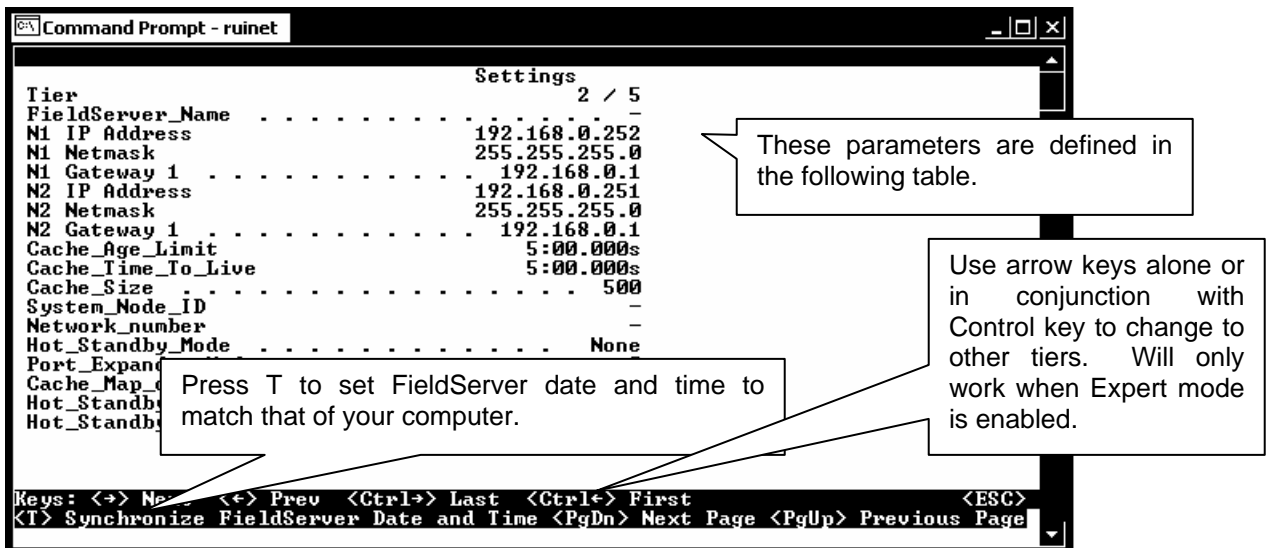 Command Prompt - ruinet
Settings
Tier 2 / 5
FieldServer_Name . . . . . . . . . . . . . . . . -
N1 IP Address 192.168.0.252
N1 Netmask 255.255.255.0
N1 Gateway 1 . . . . . . . . . . . . 192.168.0.1
N2 IP Address 192.168.0.251
N2 Netmask 255.255.255.0
N2 Gateway 1 . . . . . . . . . . . . 192.168.0.1
Cache_Age_Limit 5:00.000s
Cache_Time_To_Live 5:00.000s
Cache_Size . . . . . . . . . . . . . . . . . . 500
System_Node_ID -
Network_number -
Hot_Standby_Mode . . . . . . . . . . . . . None
Cache_Map_
Hot_Standby
Hot_Standby
These parameters are defined in
the following table.
Use arrow keys alone or
in conjunction with
Control key to change to
other tiers. Will only
work when Expert mode
is enabled.
Press T to set FieldServer date and time to
match that of your computer.
Keys: <→> <←> Prev <Ctrl→> Last <Ctrl←> First <ESC>
<T> Synchronize FieldServer Date and Time <PgDn> Next Page <PgUp> Previous Page